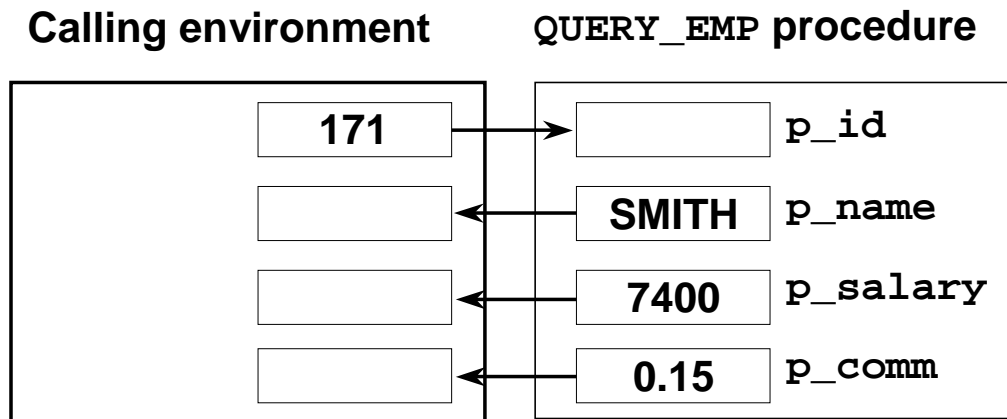 Calling environment QUERY_EMP procedure
171 p_id
SMITH p_name
7400 p_salary
0.15 p_comm